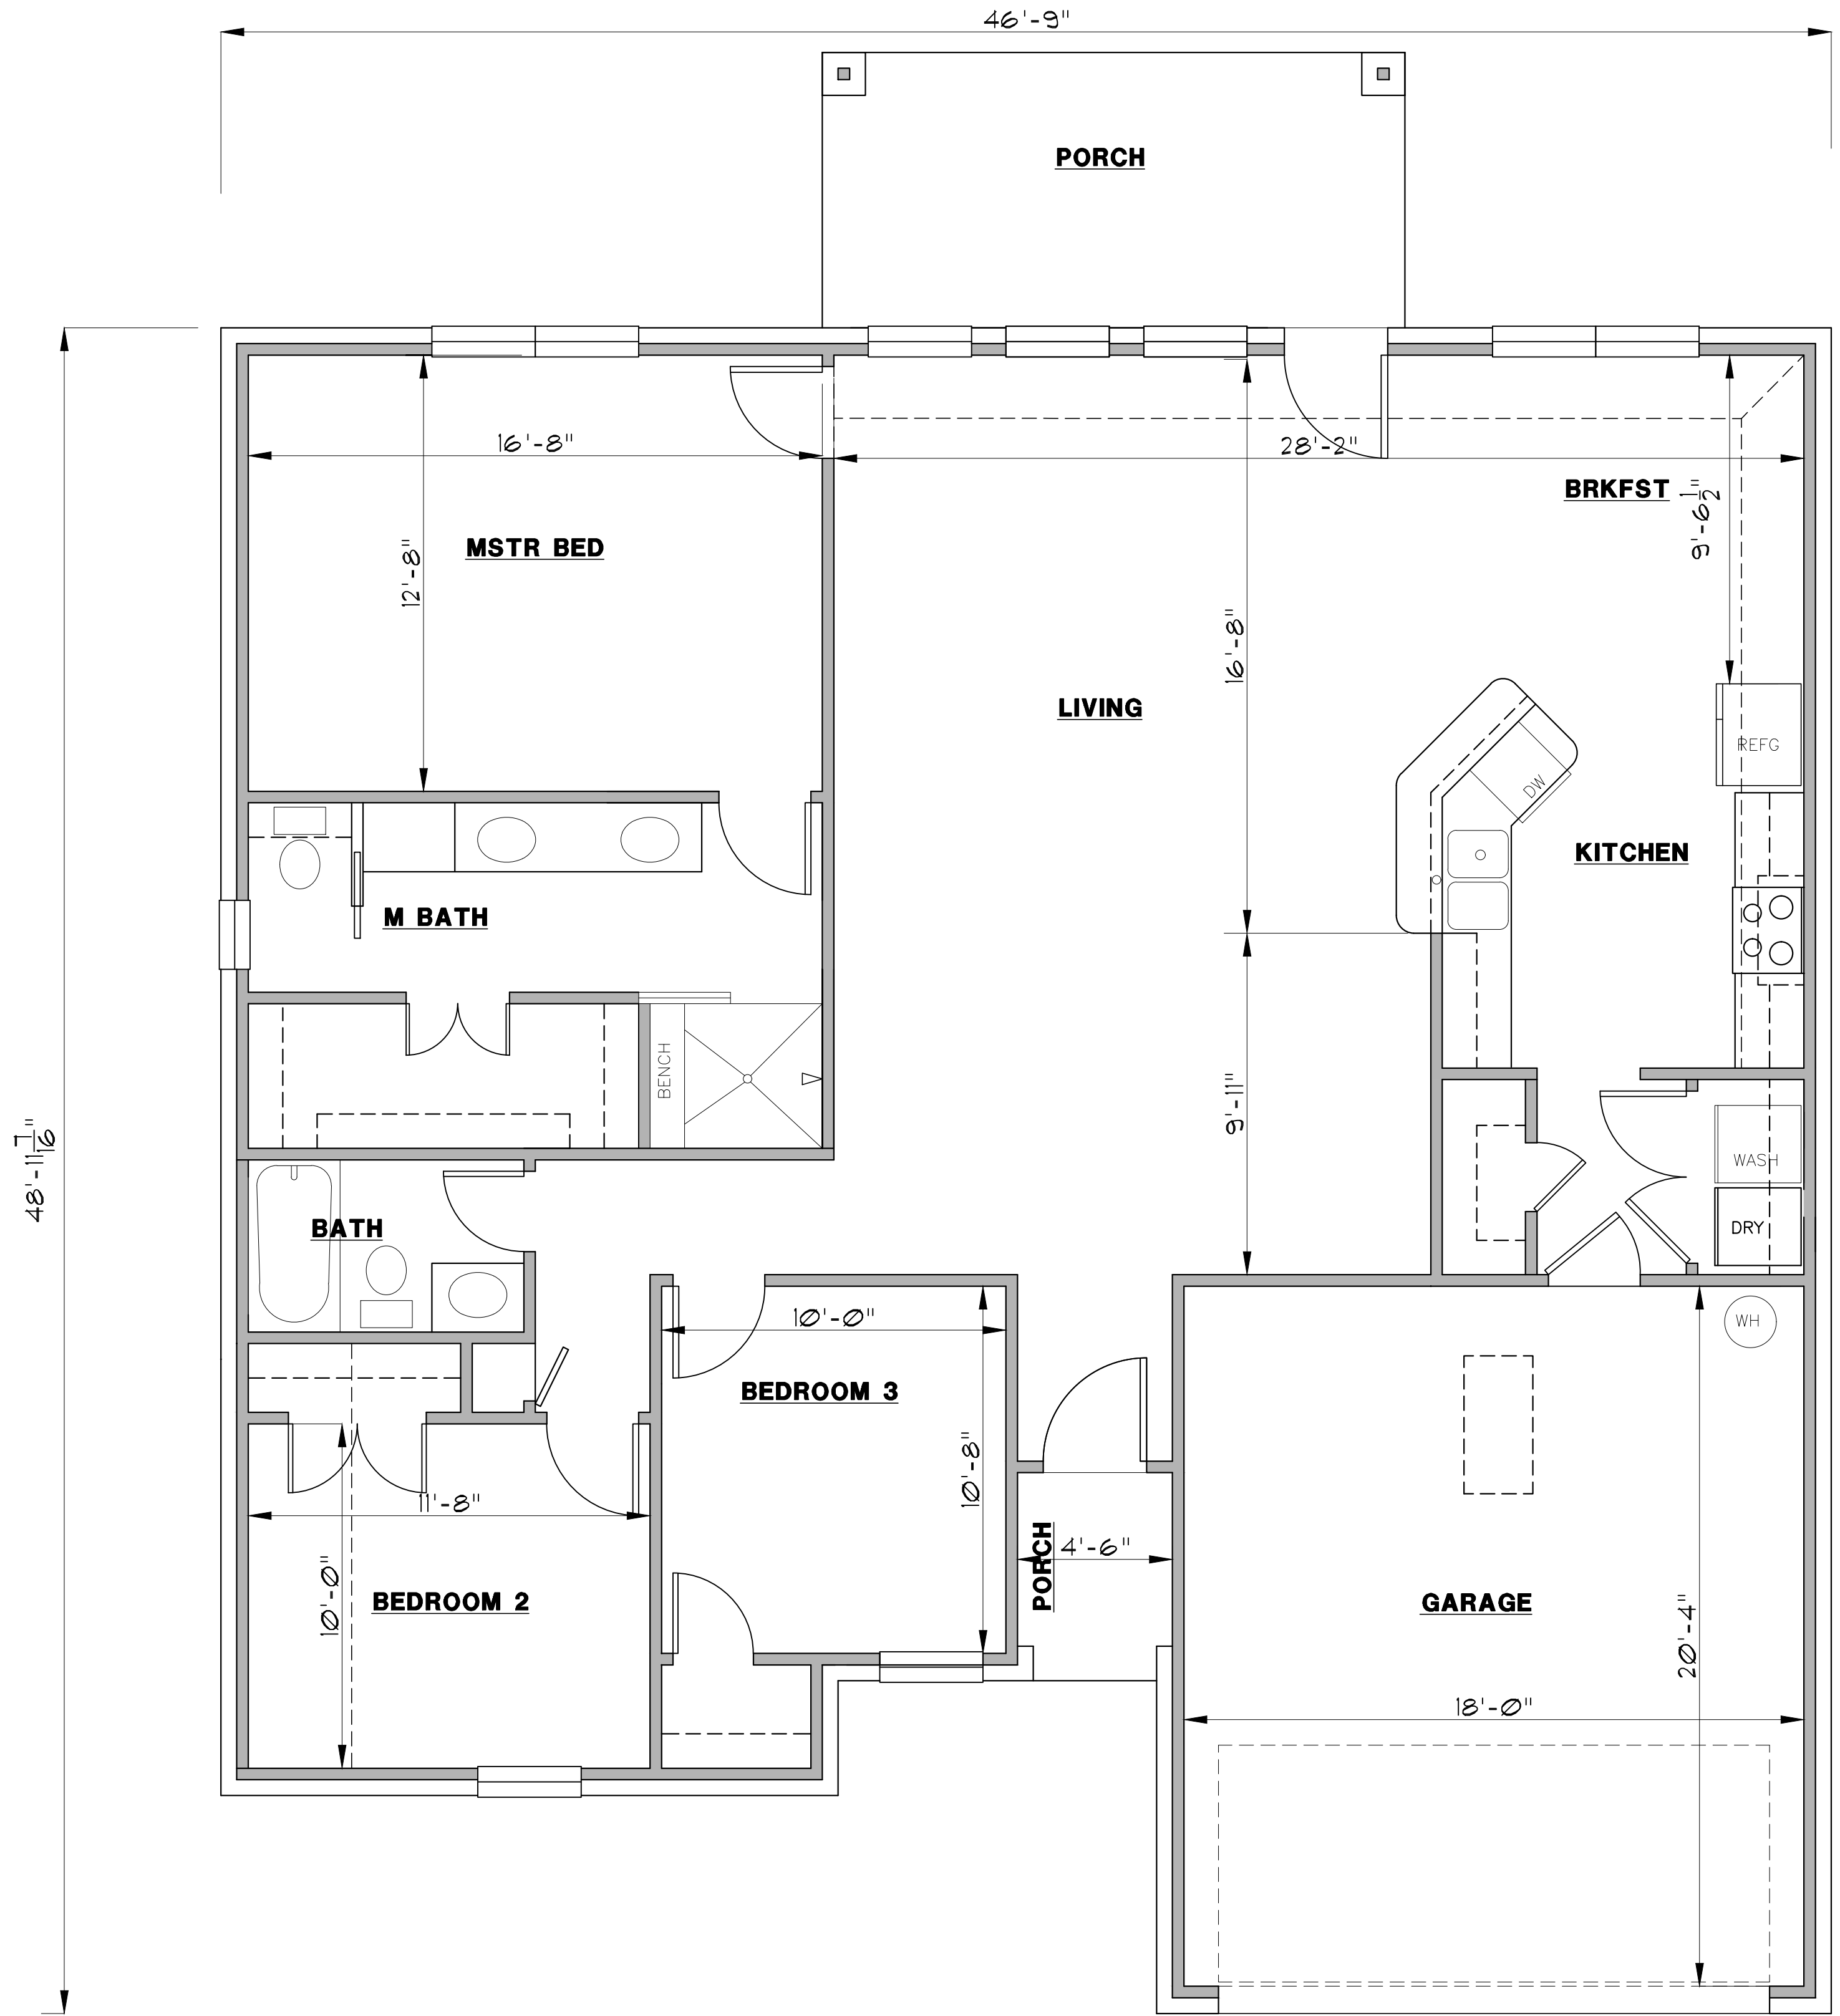 46'-9"
PORCH
16'-8"
28'-2"
BRKFST
9'-6 1/2"
MSTR BED
12'-8"
16'-8"
LIVING
REFG
DW
KITCHEN
M BATH
BENCH
9'-11"
48'-11 7/16"
WASH
BATH
DRY
10'-0"
WH
BEDROOM 3
10'-8"
11'-8"
PORCH
4'-6"
10'-0"
BEDROOM 2
GARAGE
20'-4"
18'-0"